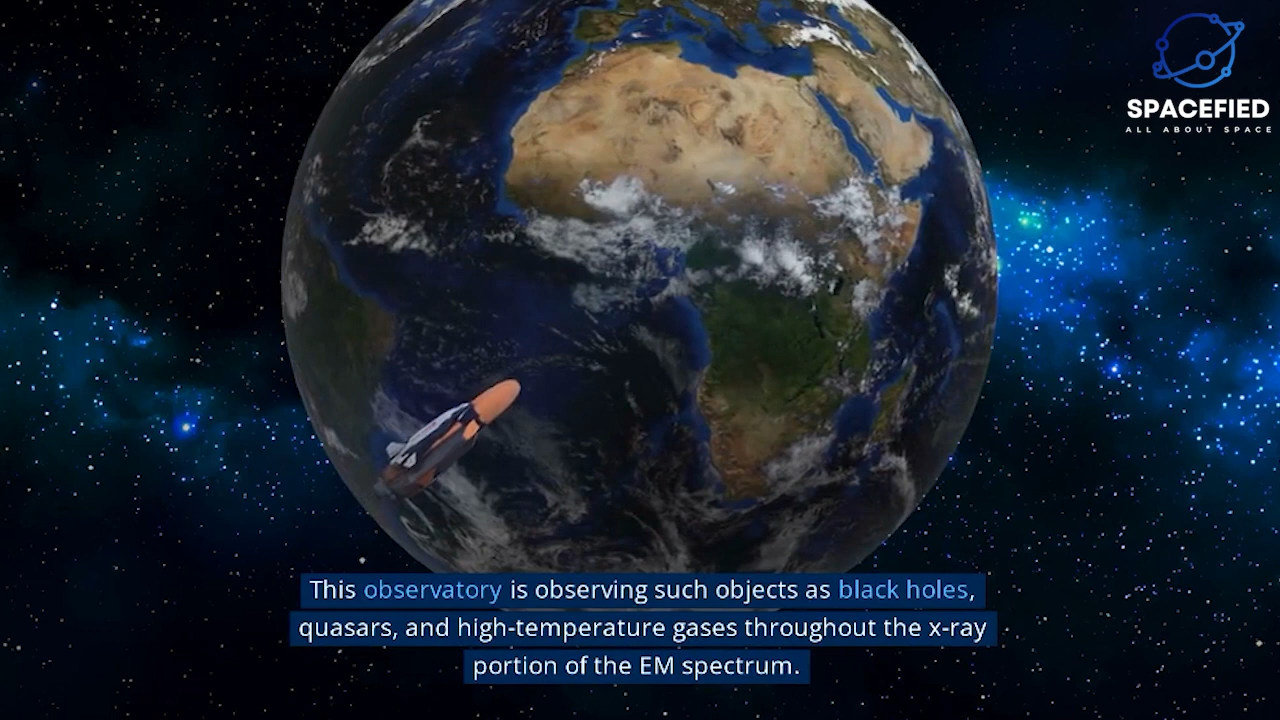 SPACEFIED
ALL ABOUT SPACE
This observatory is observing such objects as black holes,
quasars, and high-temperature gases throughout the x-ray
portion of the EM spectrum.